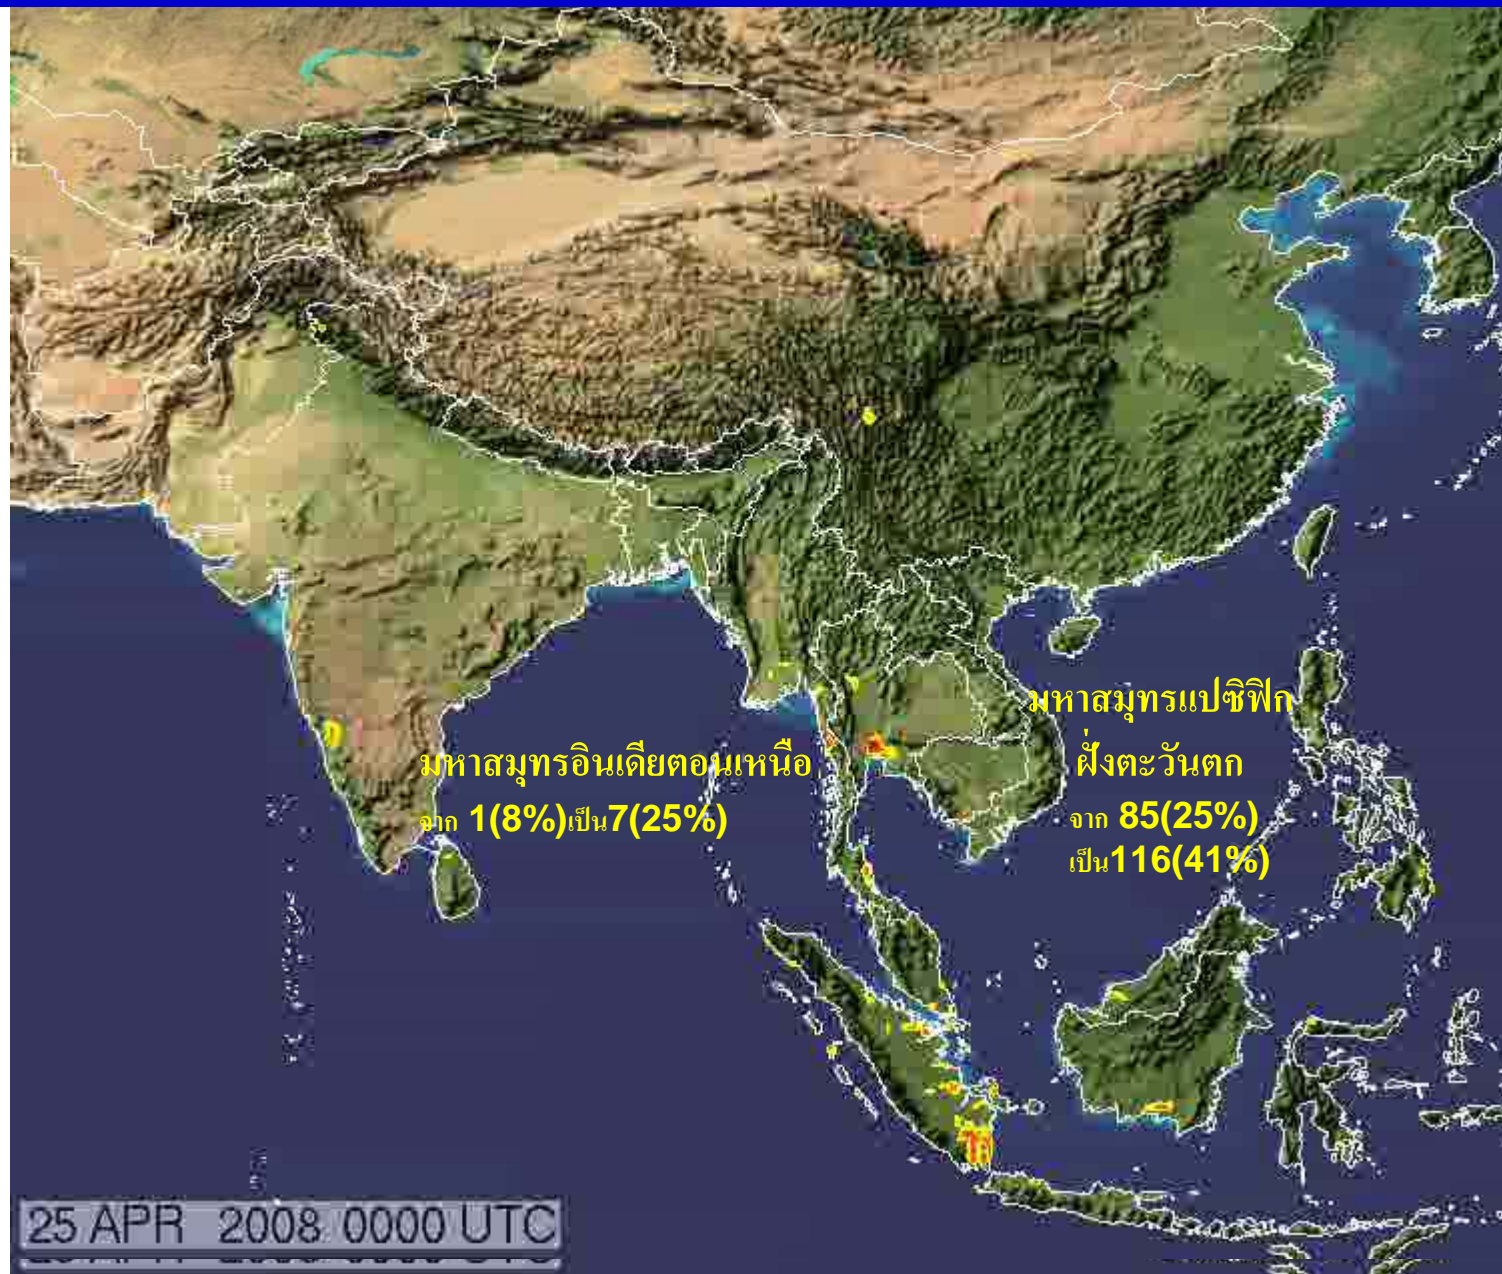 มหาสมุทรแปซิฟิก
ฝั่งตะวันตก
จาก 85(25%)
เป็น116(41%)
มหาสมุทรอินเดียตอนเหนือ
จาก 1(8%)เป็น7(25%)
25 APR 2008 0000 UTC